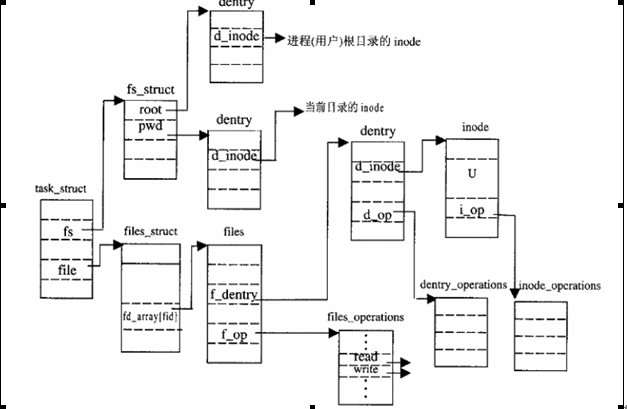 dentry
d_inode
进程(用户)根目录的 inode
fs_struct
root
pwd
当前目录的 inode
dentry
d_inode
dentry
d_inode
d_op
inode
U
i_op
task_struct
fs
file
files_struct
fd_array[fid]
files
f_dentry
f_op
dentry_operations
inode_operations
files_operations
read
write